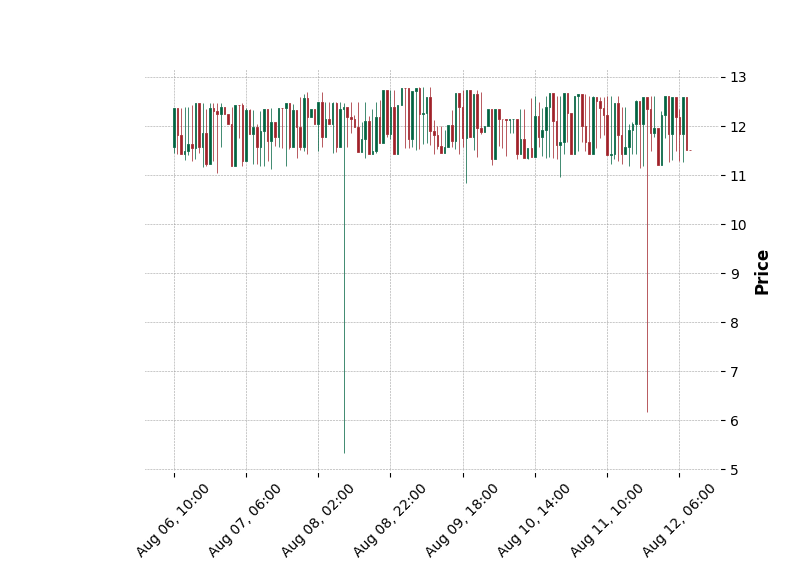 13
12
11
10
9
8
7
6
5
Price
Aug 06, 10:00
Aug 07, 06:00
Aug 08, 02:00
Aug 08, 22:00
Aug 09, 18:00
Aug 10, 14:00
Aug 11, 10:00
Aug 12, 06:00